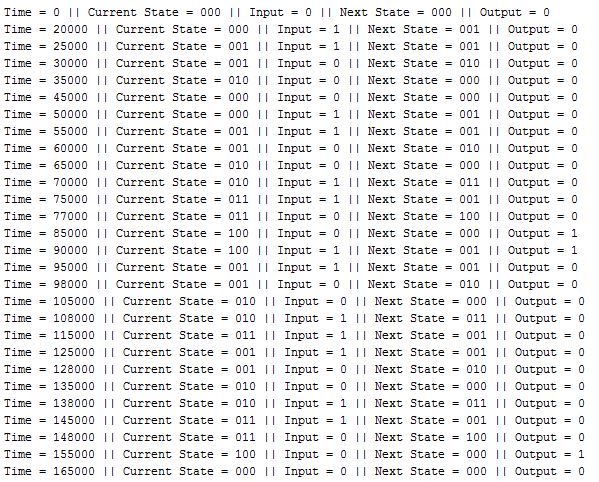 Time = 0 || Current State = 000 || Input = 0 || Next State = 000 || Output = 0
Time = 20000 || Current State = 000 || Input = 1 || Next State = 001 || Output = 0
Time = 25000 || Current State = 001 || Input = 1 || Next State = 001 || Output = 0
Time = 30000 || Current State = 001 || Input = 0 || Next State = 010 || Output = 0
Time = 35000 || Current State = 010 || Input = 0 || Next State = 000 || Output = 0
Time = 45000 || Current State = 000 || Input = 0 || Next State = 000 || Output = 0
Time = 50000 || Current State = 000 || Input = 1 || Next State = 001 || Output = 0
Time = 55000 || Current State = 001 || Input = 1 || Next State = 001 || Output = 0
Time = 60000 || Current State = 001 || Input = 0 || Next State = 010 || Output = 0
Time = 65000 || Current State = 010 || Input = 0 || Next State = 000 || Output = 0
Time = 70000 || Current State = 010 || Input = 1 || Next State = 011 || Output = 0
Time = 75000 || Current State = 011 || Input = 1 || Next State = 001 || Output = 0
Time = 77000 || Current State = 011 || Input = 0 || Next State = 100 || Output = 0
Time = 85000 || Current State = 100 || Input = 0 || Next State = 000 || Output = 1
Time = 90000 || Current State = 100 || Input = 1 || Next State = 001 || Output = 1
Time = 95000 || Current State = 001 || Input = 1 || Next State = 001 || Output = 0
Time = 98000 || Current State = 001 || Input = 0 || Next State = 010 || Output = 0
Time = 105000 || Current State = 010 || Input = 0 || Next State = 000 || Output = 0
Time = 108000 || Current State = 010 || Input = 1 || Next State = 011 || Output = 0
Time = 115000 || Current State = 011 || Input = 1 || Next State = 001 || Output = 0
Time = 125000 || Current State = 001 || Input = 1 || Next State = 001 || Output = 0
Time = 128000 || Current State = 001 || Input = 0 || Next State = 010 || Output = 0
Time = 135000 || Current State = 010 || Input = 0 || Next State = 000 || Output = 0
Time = 138000 || Current State = 010 || Input = 1 || Next State = 011 || Output = 0
Time = 145000 || Current State = 011 || Input = 1 || Next State = 001 || Output = 0
Time = 148000 || Current State = 011 || Input = 0 || Next State = 100 || Output = 0
Time = 155000 || Current State = 100 || Input = 0 || Next State = 000 || Output = 1
Time = 165000 || Current State = 000 || Input = 0 || Next State = 000 || Output = 0